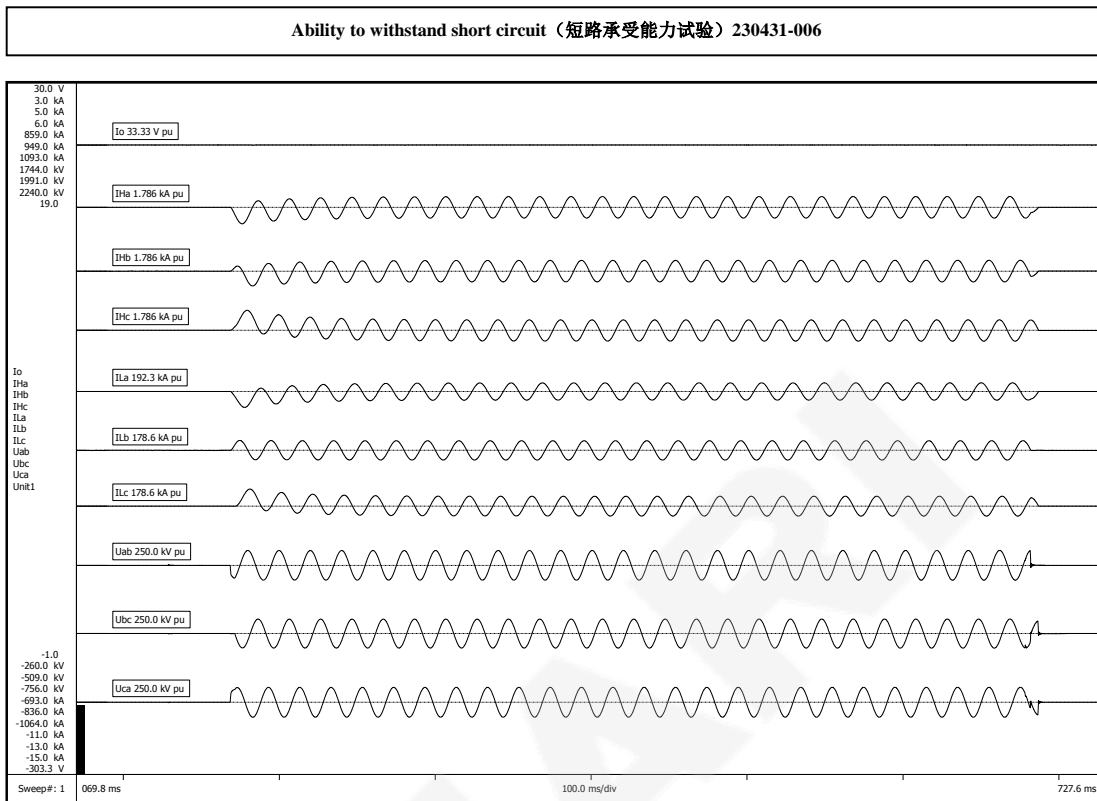 Ability to withstand short circuit（短路承受能力试验）230431-006
30.0 V
3.0 kA
5.0 kA
6.0 kA
859.0 kA
949.0 kA
1093.0 kA
1744.0 kV
1991.0 kV
2240.0 kV
19.0
Io 33.33 V pu
IHa 1.786 kA pu
IHb 1.786 kA pu
IHc 1.786 kA pu
ILa 192.3 kA pu
ILb 178.6 kA pu
ILc 178.6 kA pu
Uab 250.0 kV pu
Ubc 250.0 kV pu
Uca 250.0 kV pu
Io
IHa
IHb
IHc
ILa
ILb
ILc
Uab
Ubc
Uca
Unit1
-1.0
-260.0 kV
-509.0 kV
-756.0 kV
-693.0 kA
-836.0 kA
-1064.0 kA
-11.0 kA
-13.0 kA
-15.0 kA
-303.3 V
Sweep#: 1
069.8 ms
100.0 ms/div
727.6 ms
ARI